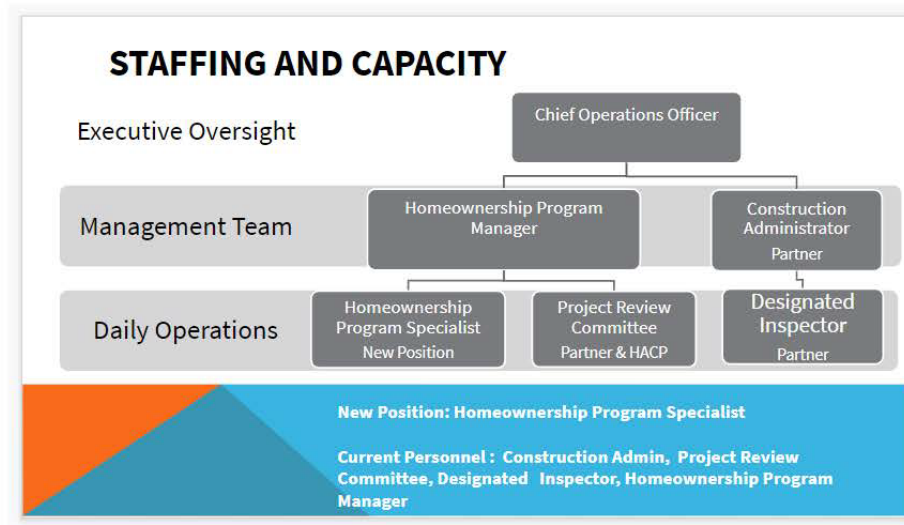 STAFFING AND CAPACITY
Executive Oversight
Chief Operations Officer
Management Team
Homeownership Program
Manager
Construction
Administrator
Partner
Daily Operations
Homeownership
Program Specialist
New Position
Project Review
Committee
Partner & HACP
Designated
Inspector
Partner
New Position: Homeownership Program Specialist
Current Personnel : Construction Admin, Project Review
Committee, Designated Inspector, Homeownership Program
Manager